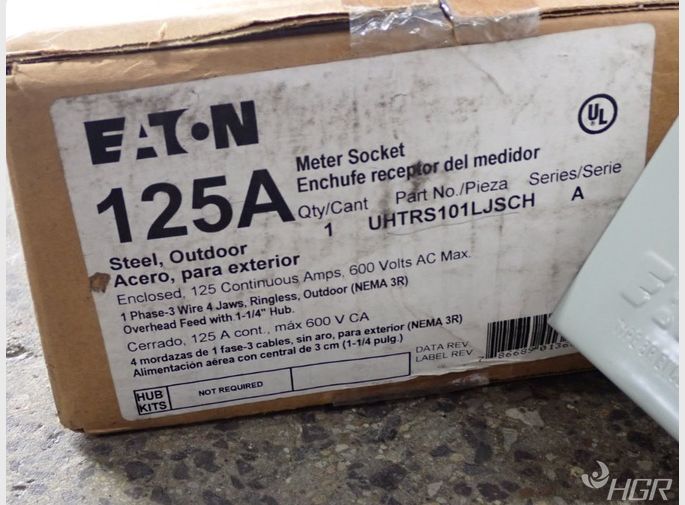 EATON
UL
125A
Meter Socket
Enchufe receptor del medidor
Qty/Cant Part No./Pieza Series/Serie
1 UHTRS101LJSCH A
Steel, Outdoor
Acero, para exterior
Enclosed, 125 Continuous Amps, 600 Volts AC Max.
1 Phase-3 Wire 4 Jaws, Ringless, Outdoor (NEMA 3R)
Overhead Feed with 1-1/4" Hub.
Cerrado, 125 A cont., máx 600 V CA
4 mordazas de 1 fase-3 cables, sin aro, para exterior (NEMA 3R)
Alimentación aérea con central de 3 cm (1-1/4 pulg.)
DATA REV
LABEL REV
HUB KITS
NOT REQUIRED
HGR